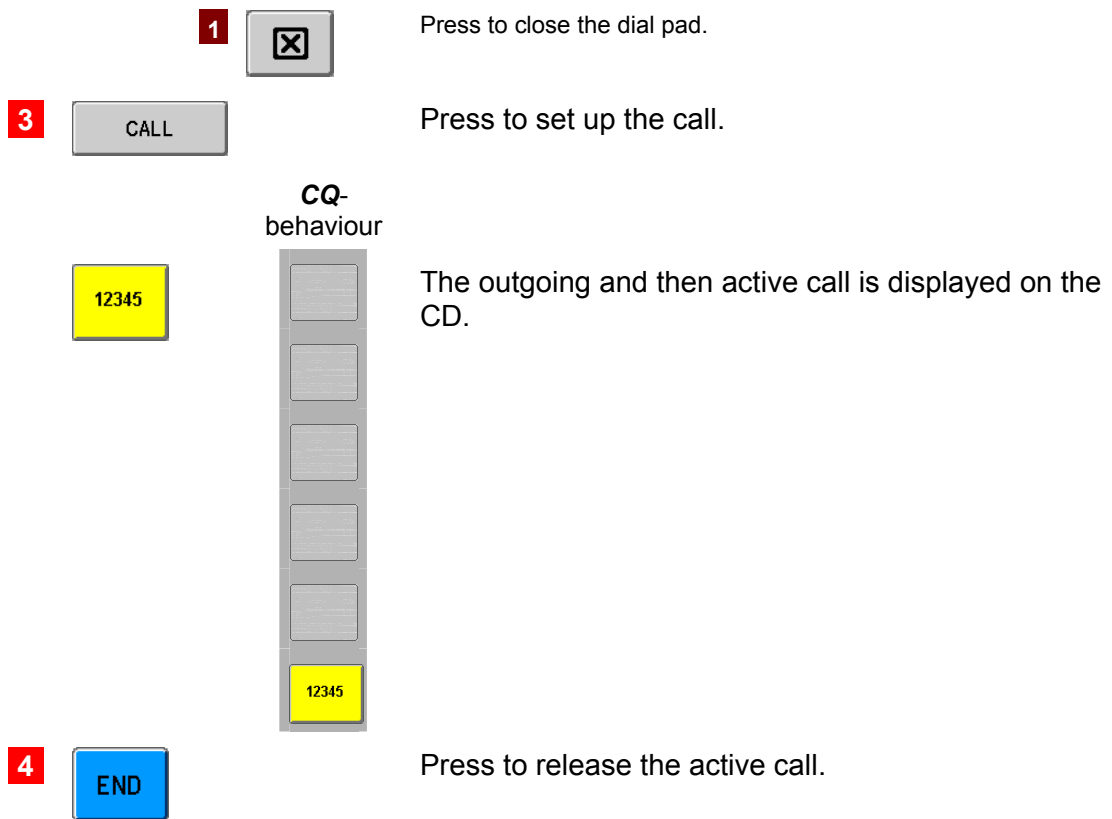 1 Press to close the dial pad.
3 CALL Press to set up the call.
CQ-
behaviour
12345 The outgoing and then active call is displayed on the
CD.
12345
4 END Press to release the active call.